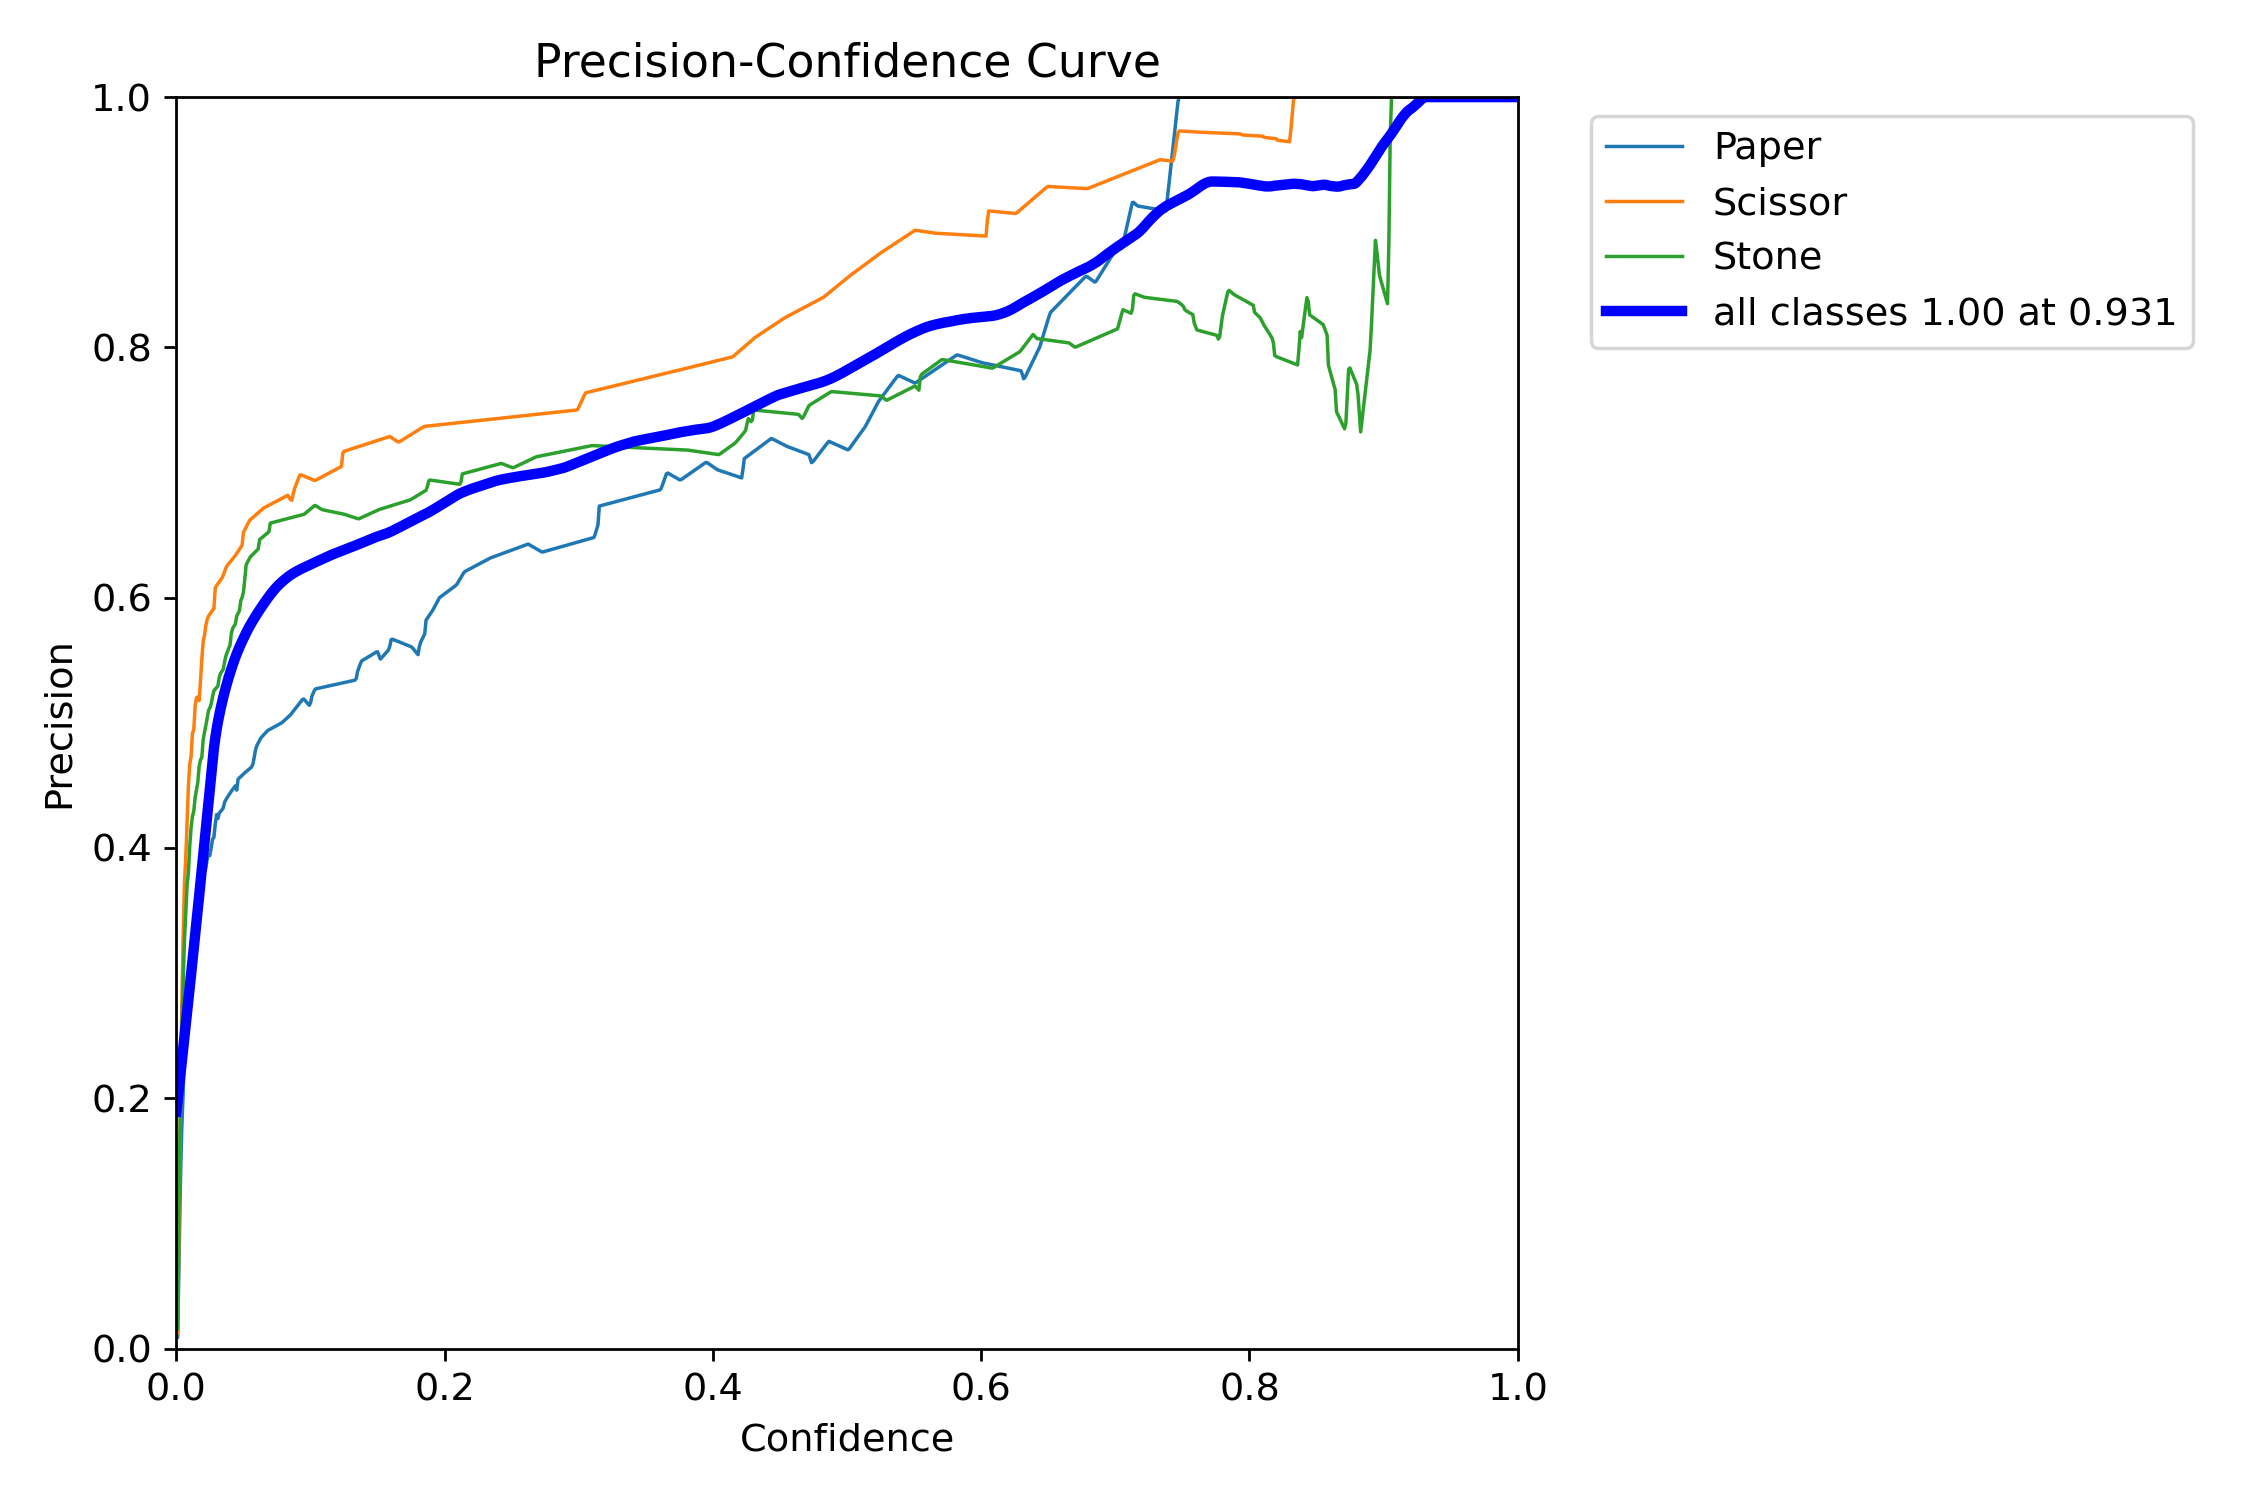 Precision-Confidence Curve
1.0
0.8
0.6
0.4
0.2
0.0
Precision
0.0 0.2 0.4 0.6 0.8 1.0
Confidence
Paper
Scissor
Stone
all classes 1.00 at 0.931